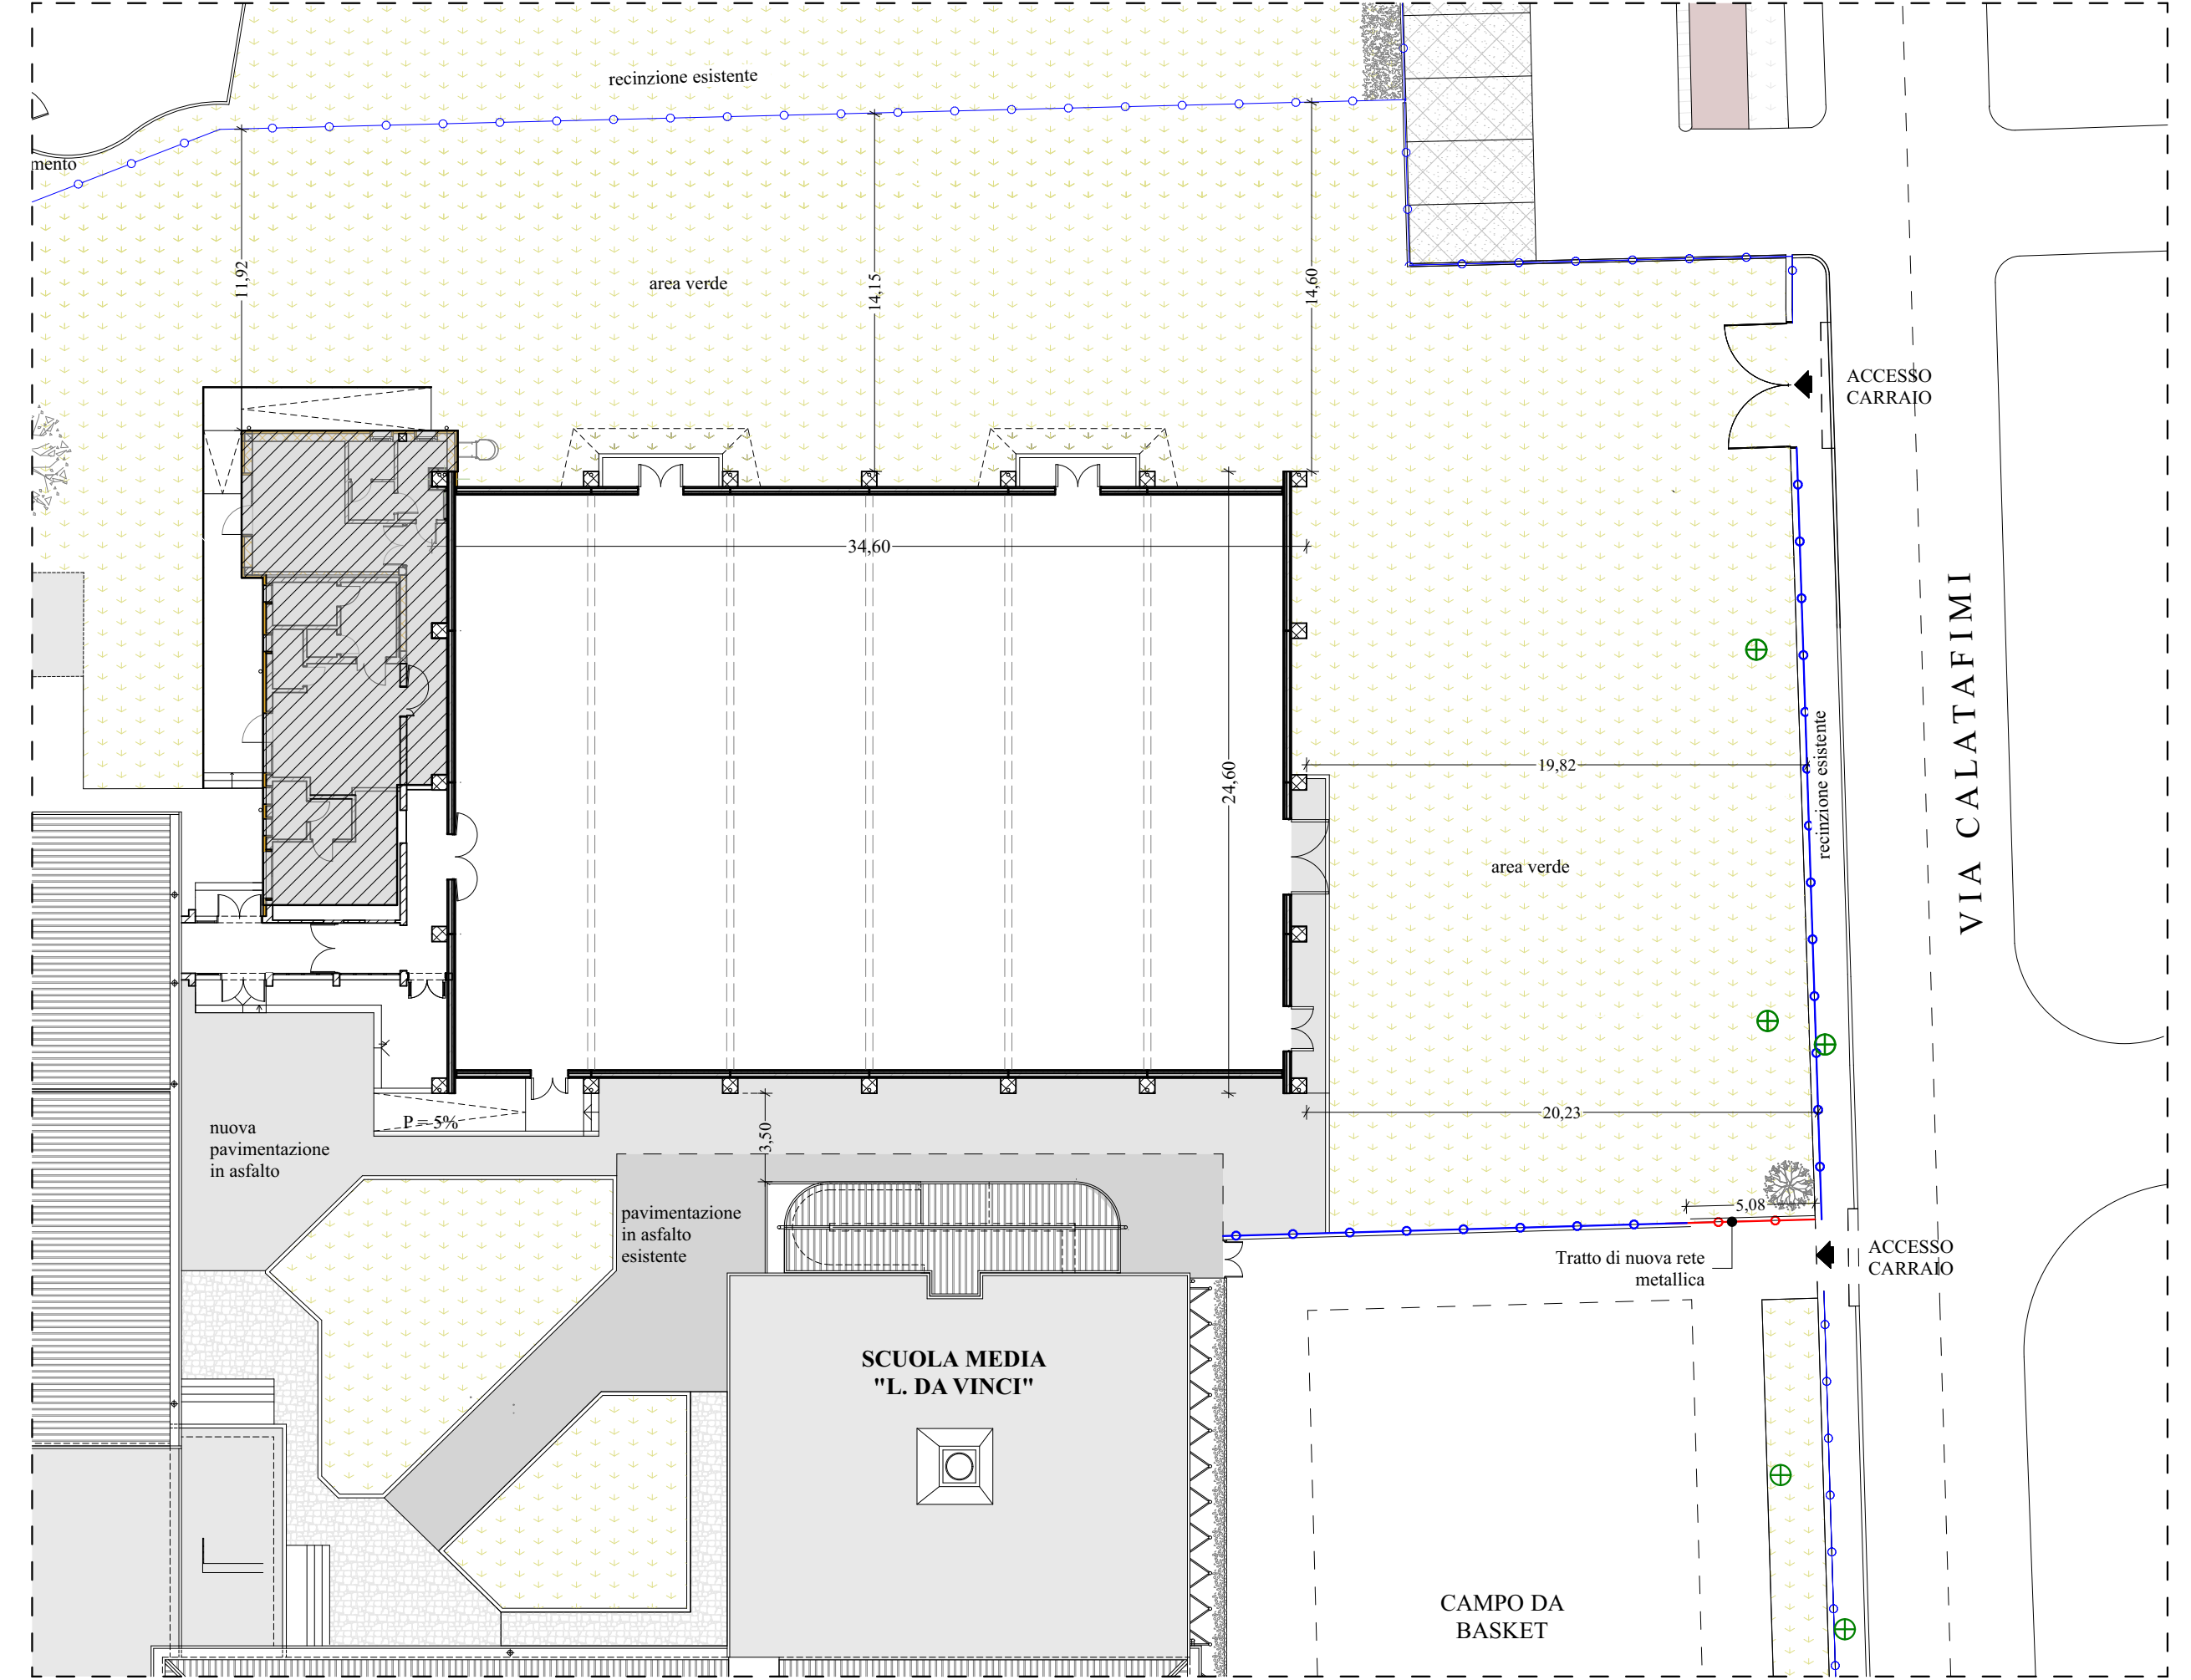 recinzione esistente
mento
11,92
area verde
14,15
14,60
ACCESSO
CARRAIO
34,60
24,60
19,82
recinzione esistente
VIA CALATAFIMI
area verde
20,23
P = 5%
3,50
nuova
pavimentazione
in asfalto
pavimentazione
in asfalto
esistente
5,08
Tratto di nuova rete
metallica
ACCESSO
CARRAIO
SCUOLA MEDIA
"L. DA VINCI"
CAMPO DA
BASKET